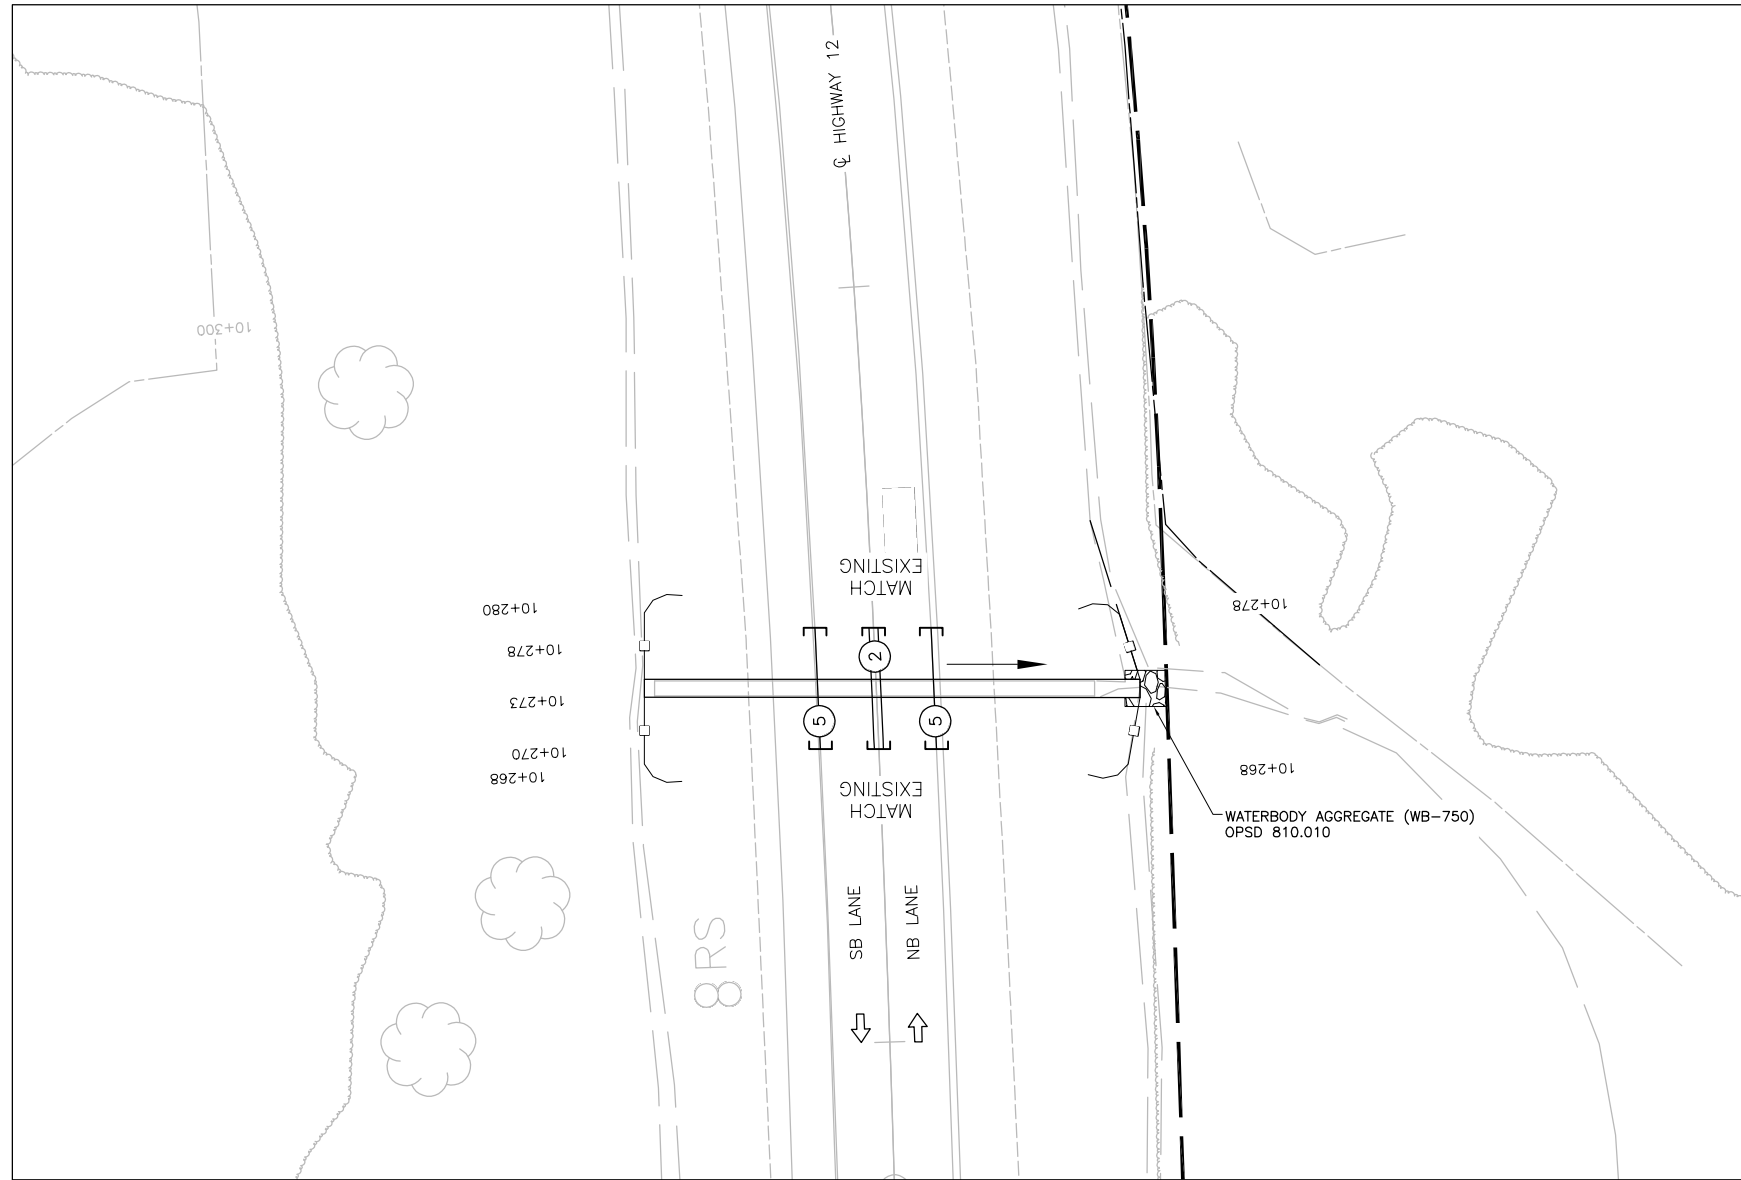 ℄ HIGHWAY 12
10+300
MATCH
EXISTING
10+280
10+278
10+273
10+270
10+268
2
5
5
10+278
10+268
MATCH
EXISTING
WATERBODY AGGREGATE (WB-750)
OPSD 810.010
SB LANE
NB LANE
8RS